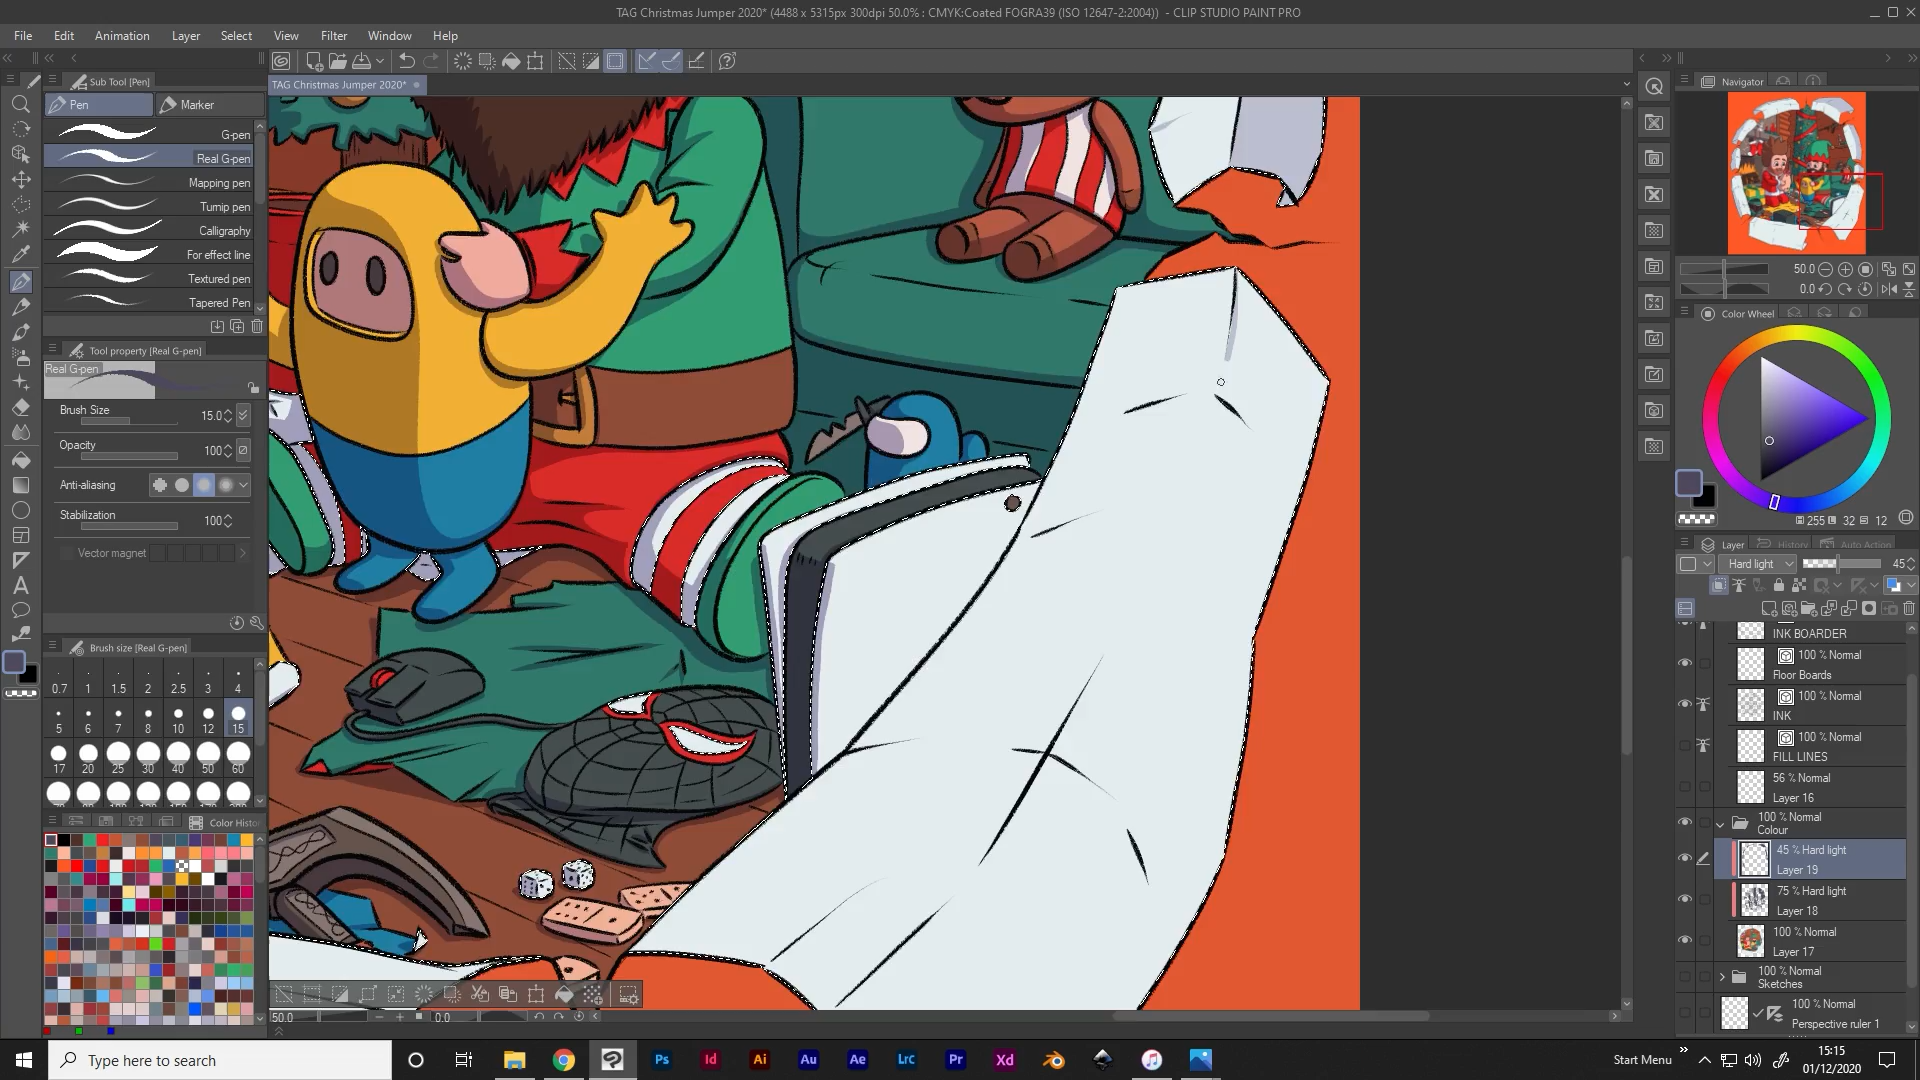 TAG Christmas Jumper 2020* (4488 x 5315px 300dpi 50.0% : CMYK:Coated FOGRA39 (ISO 12647-2:2004)) - CLIP STUDIO PAINT PRO
File Edit Animation Layer Select View Filter Window Help
Sub Tool [Pen]
TAG Christmas Jumper 2020*
Navigator
Pen
Marker
G-pen
Real G-pen
Mapping pen
Turnip pen
Calligraphy
For effect line
Textured pen
Tapered Pen
Tool property [Real G-pen]
Real G-pen
Brush Size 15.0
Opacity 100
Anti-aliasing
Stabilization 100
Vector magnet
Brush size [Real G-pen]
0.7 1 1.5 2 2.5 3 4
5 6 7 8 10 12 15
17 20 25 30 40 50 60
Color Histo
50.0
0.0
50.0
0.0
Color Wheel
255 32 12
Layer History Auto Action
Hard light 45
INK BOARDER
100 % Normal
Floor Boards
100 % Normal
INK
100 % Normal
FILL LINES
56 % Normal
Layer 16
100 % Normal
Colour
45 % Hard light
Layer 19
75 % Hard light
Layer 18
100 % Normal
Layer 17
100 % Normal
Sketches
100 % Normal
Perspective ruler 1
Type here to search
Ps Id Ai Au Ae Lrc Pr Xd
Start Menu
15:15
01/12/2020